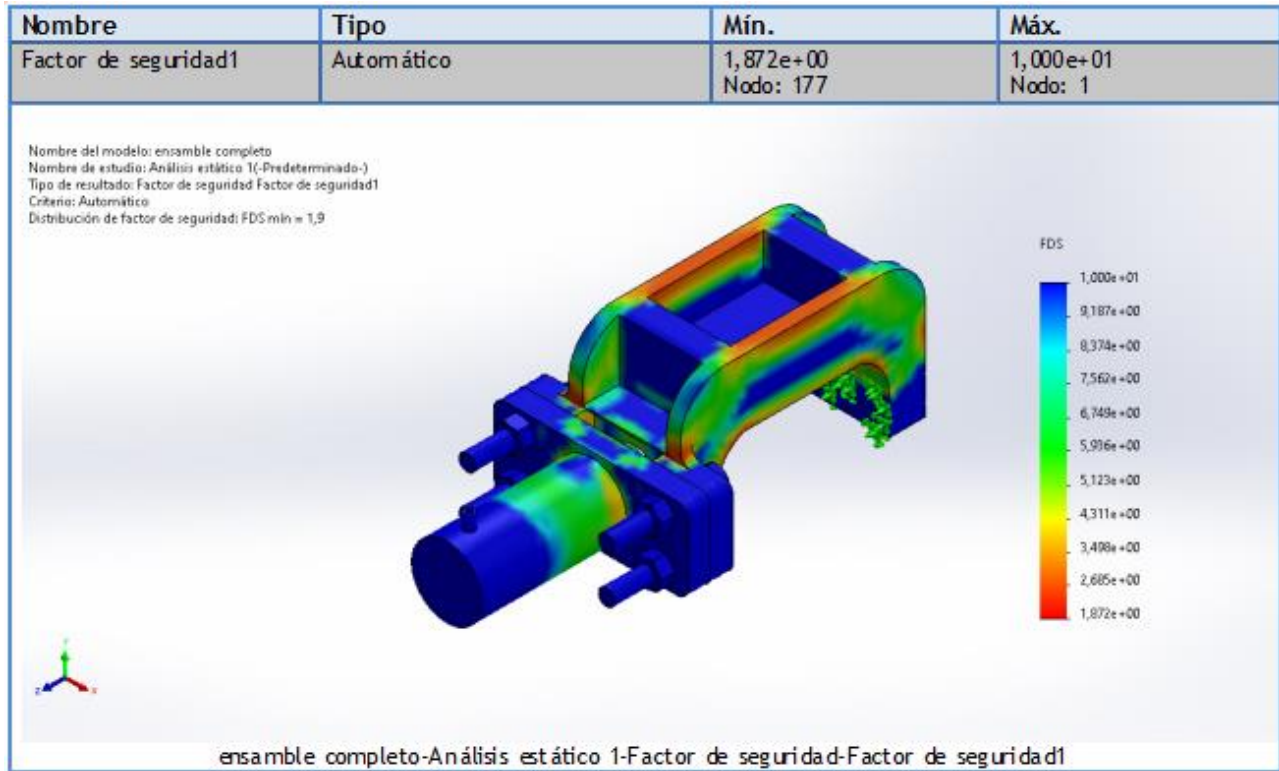 Nombre Tipo Mín. Máx.
Factor de seguridad1 Automático 1,872e+00 1,000e+01
Nodo: 177 Nodo: 1
Nombre del modelo: ensamble completo
Nombre de estudio: Análisis estático 1(-Predeterminado-)
Tipo de resultado: Factor de seguridad Factor de seguridad1
Criterio: Automático
Distribución de factor de seguridad: FDS mín = 1,9
FDS
1,000e+01
9,187e+00
8,374e+00
7,562e+00
6,749e+00
5,936e+00
5,123e+00
4,311e+00
3,498e+00
2,685e+00
1,872e+00
Y
Z
X
ensamble completo-Análisis estático 1-Factor de seguridad-Factor de seguridad1